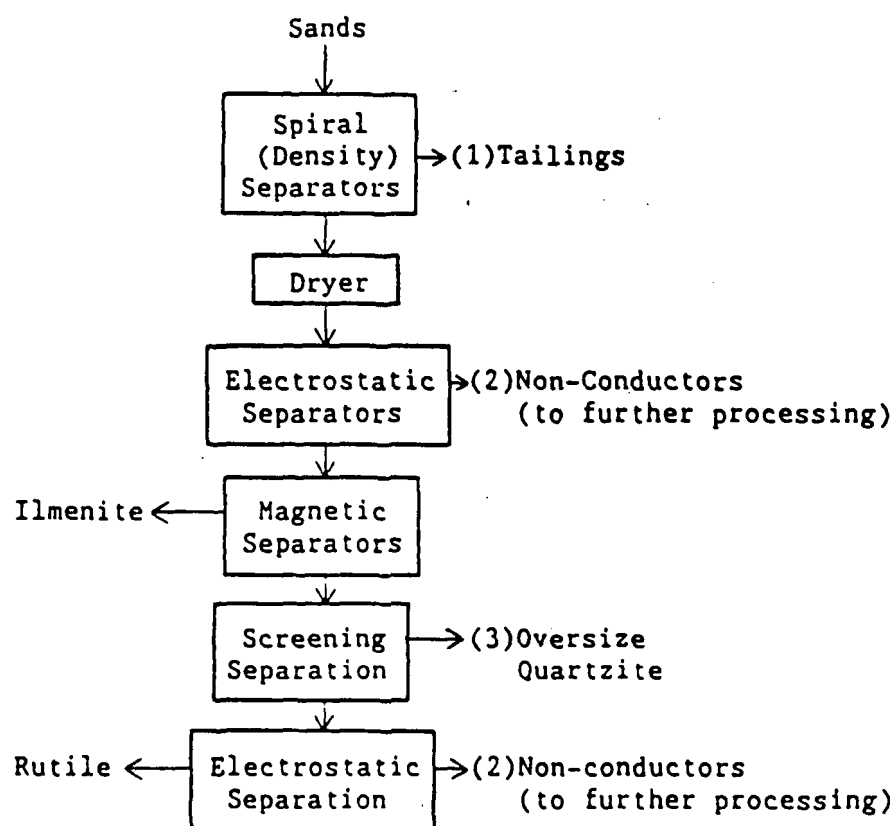 Sands
Spiral
(Density)
Separators
(1)Tailings
Dryer
Electrostatic
Separators
(2)Non-Conductors
(to further processing)
Ilmenite
Magnetic
Separators
Screening
Separation
(3)Oversize
Quartzite
Rutile
Electrostatic
Separation
(2)Non-conductors
(to further processing)